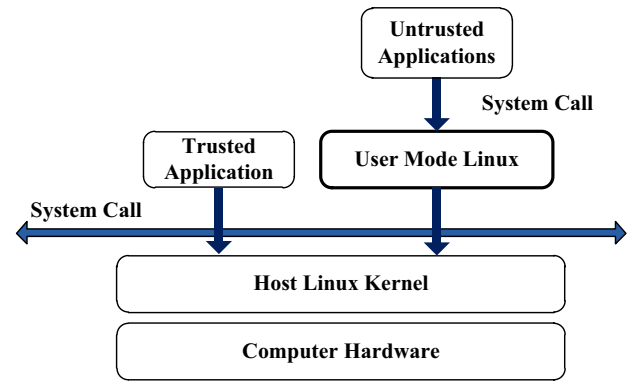 Untrusted
Applications
System Call
Trusted
Application
User Mode Linux
System Call
Host Linux Kernel
Computer Hardware